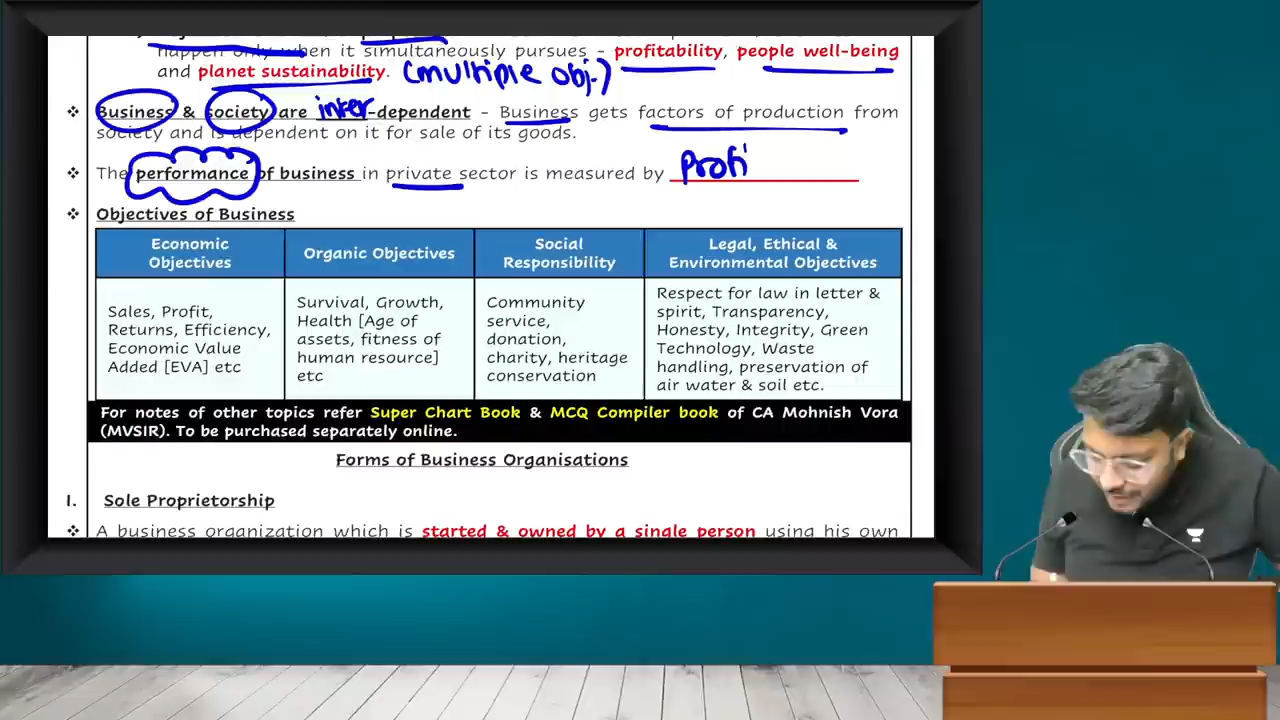 happen only when it simultaneously pursues - profitability, people well-being
and planet sustainability. (multiple obj.)
❖ Business & society are inter-dependent - Business gets factors of production from
society and is dependent on it for sale of its goods.
❖ The performance of business in private sector is measured by profi
❖ Objectives of Business
Economic
Objectives
Organic Objectives
Social
Responsibility
Legal, Ethical &
Environmental Objectives
Sales, Profit,
Returns, Efficiency,
Economic Value
Added [EVA] etc
Survival, Growth,
Health [Age of
assets, fitness of
human resource]
etc
Community
service,
donation,
charity, heritage
conservation
Respect for law in letter &
spirit, Transparency,
Honesty, Integrity, Green
Technology, Waste
handling, preservation of
air water & soil etc.
For notes of other topics refer Super Chart Book & MCQ Compiler book of CA Mohnish Vora
(MVSIR). To be purchased separately online.
Forms of Business Organisations
I. Sole Proprietorship
❖ A business organization which is started & owned by a single person using his own